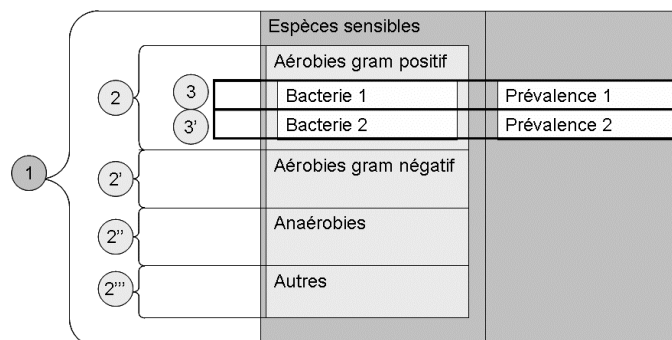 Espèces sensibles
Aérobies gram positif
3 Bacterie 1 Prévalence 1
2
3' Bacterie 2 Prévalence 2
1
2' Aérobies gram négatif
2'' Anaérobies
2''' Autres